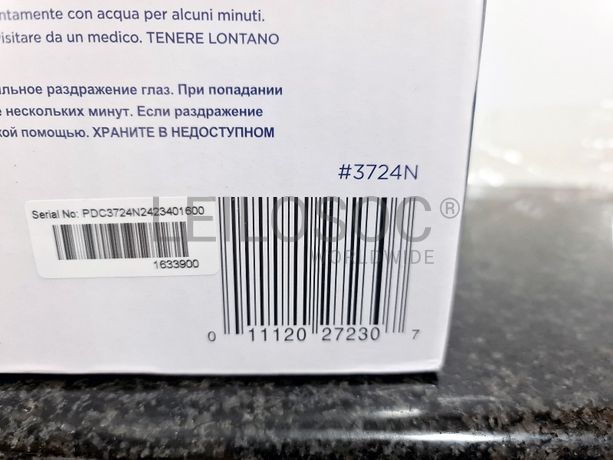 ntamente con acqua per alcuni minuti.
isitare da un medico. TENERE LONTANO
льное раздражение глаз. При попадании
е нескольких минут. Если раздражение
кой помощью. ХРАНИТЕ В НЕДОСТУПНОМ
#3724N
Serial No: PDC3724N2423401600
1633900
LEILOSOC®
WORLDWIDE
0 11120 27230 7